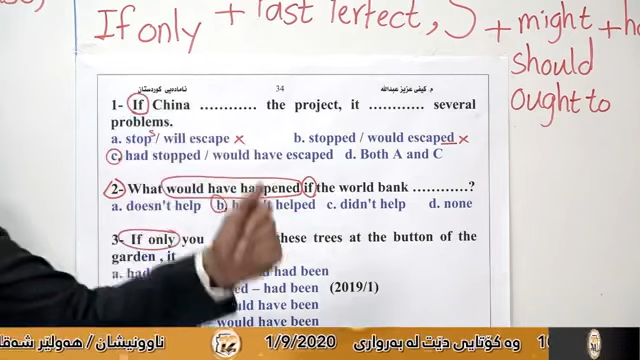 If only + Past Perfect, S + might + ha
should
ought to
ئامادەیی کوردستان 34 م. کیفی عزیز عبداللە
1- If China ............ the project, it ............ several
problems.
a. stops / will escape x b. stopped / would escaped x
c. had stopped / would have escaped d. Both A and C
2- What would have happened if the world bank ............?
a. doesn't help b. helped c. didn't help d. none
3- If only you these trees at the button of the
garden , it
a. had had been
ed – had been (2019/1)
uld have been
would have been
ناوونیشان / هەولێر شەقا 1/9/2020 وە کۆتایی دێت لە بەرواری